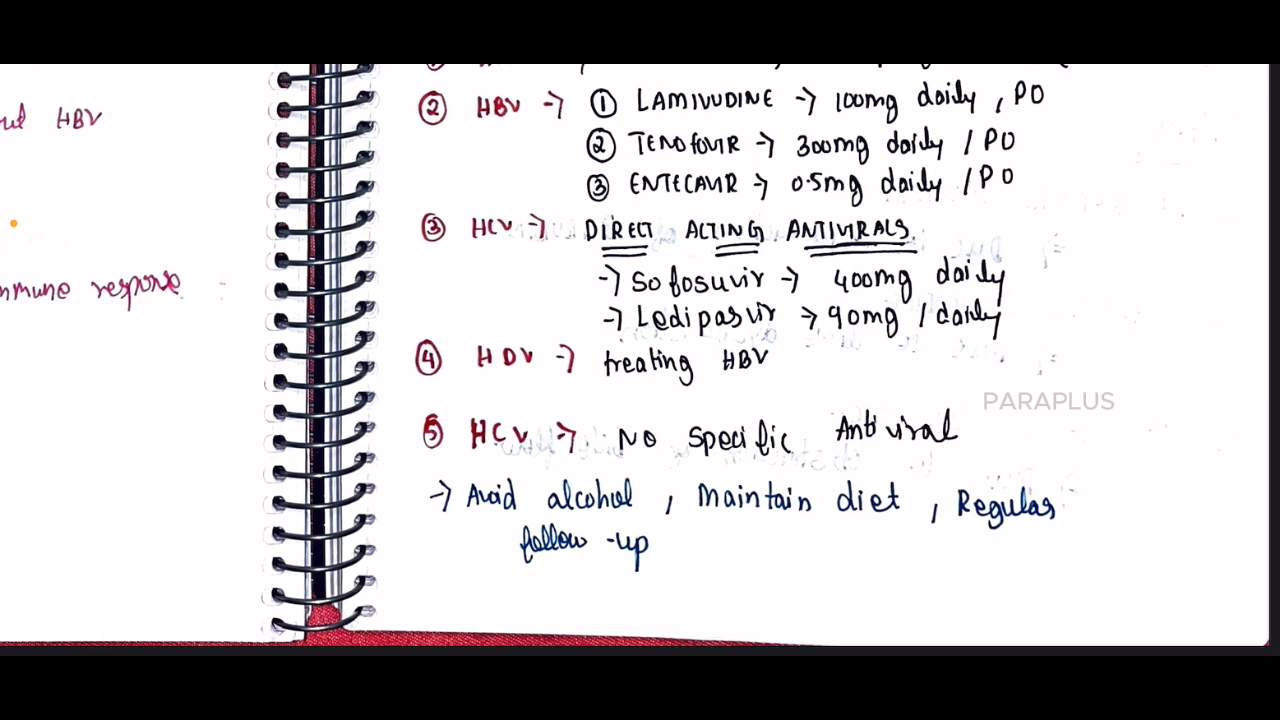 HBV
② HBV → ① LAMIVUDINE → 100mg daily, PO
② TENOFOVIR → 300mg daily / PO
③ ENTECAVIR → 0.5mg daily / PO
③ HCV → DIRECT ACTING ANTIVIRALS.
→ Sofosuvir → 400mg daily
immune response
→ Ledipasvir → 90mg / daily
④ HDV → treating HBV
PARAPLUS
⑤ HCV → No specific Antiviral
→ Avoid alcohol, Maintain diet, Regular
follow-up